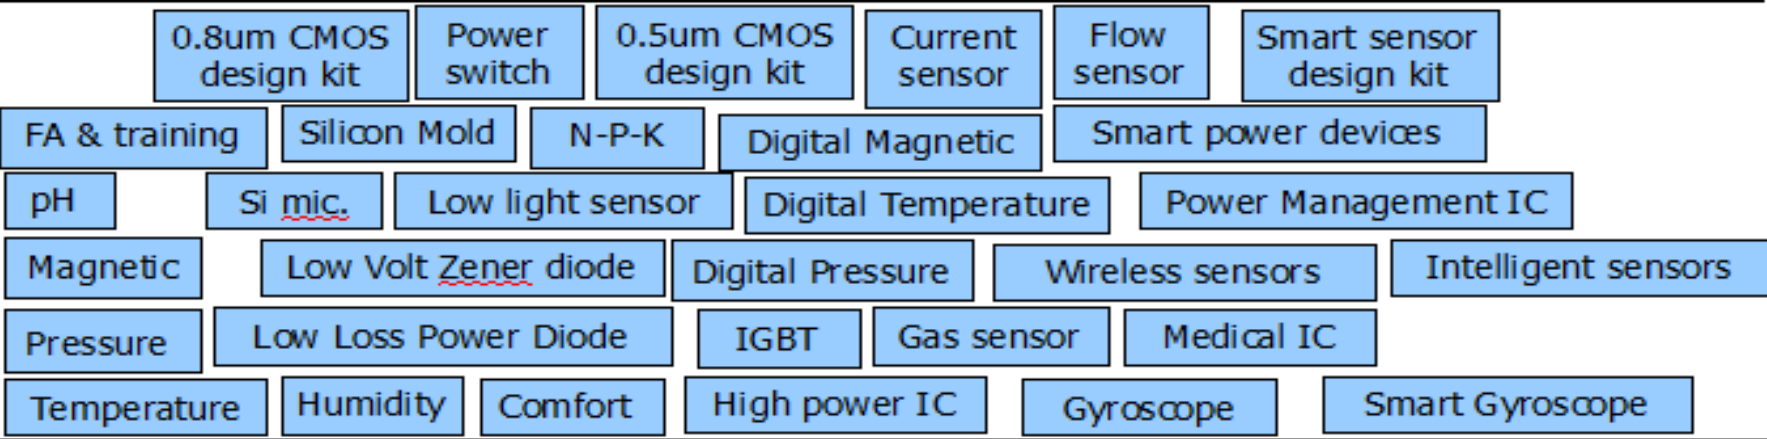 0.8um CMOS
design kit
Power
switch
0.5um CMOS
design kit
Current
sensor
Flow
sensor
Smart sensor
design kit
FA & training
Silicon Mold
N-P-K
Digital Magnetic
Smart power devices
pH
Si mic.
Low light sensor
Digital Temperature
Power Management IC
Magnetic
Low Volt Zener diode
Digital Pressure
Wireless sensors
Intelligent sensors
Pressure
Low Loss Power Diode
IGBT
Gas sensor
Medical IC
Temperature
Humidity
Comfort
High power IC
Gyroscope
Smart Gyroscope